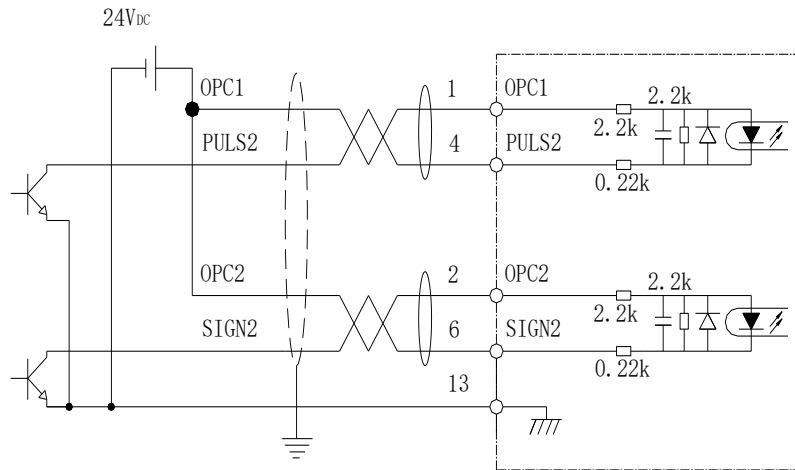 24VDC
OPC1 1 OPC1 2.2k
2.2k
PULS2 4 PULS2
0.22k
OPC2 2 OPC2 2.2k
2.2k
SIGN2 6 SIGN2
0.22k
13